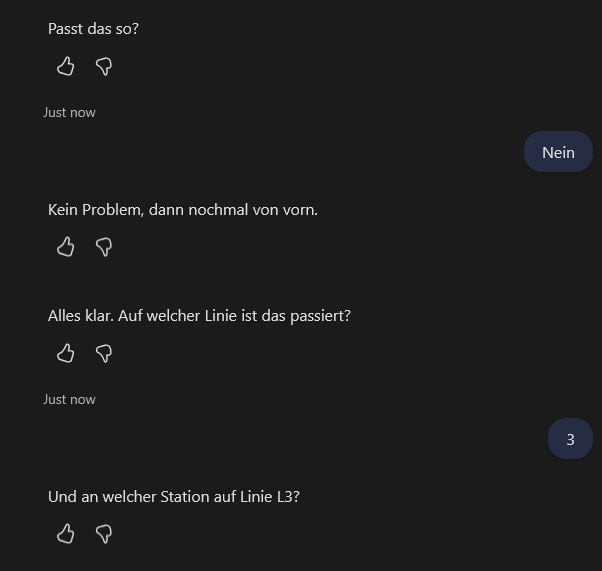 Passt das so?
Just now
Nein
Kein Problem, dann nochmal von vorn.
Alles klar. Auf welcher Linie ist das passiert?
Just now
3
Und an welcher Station auf Linie L3?